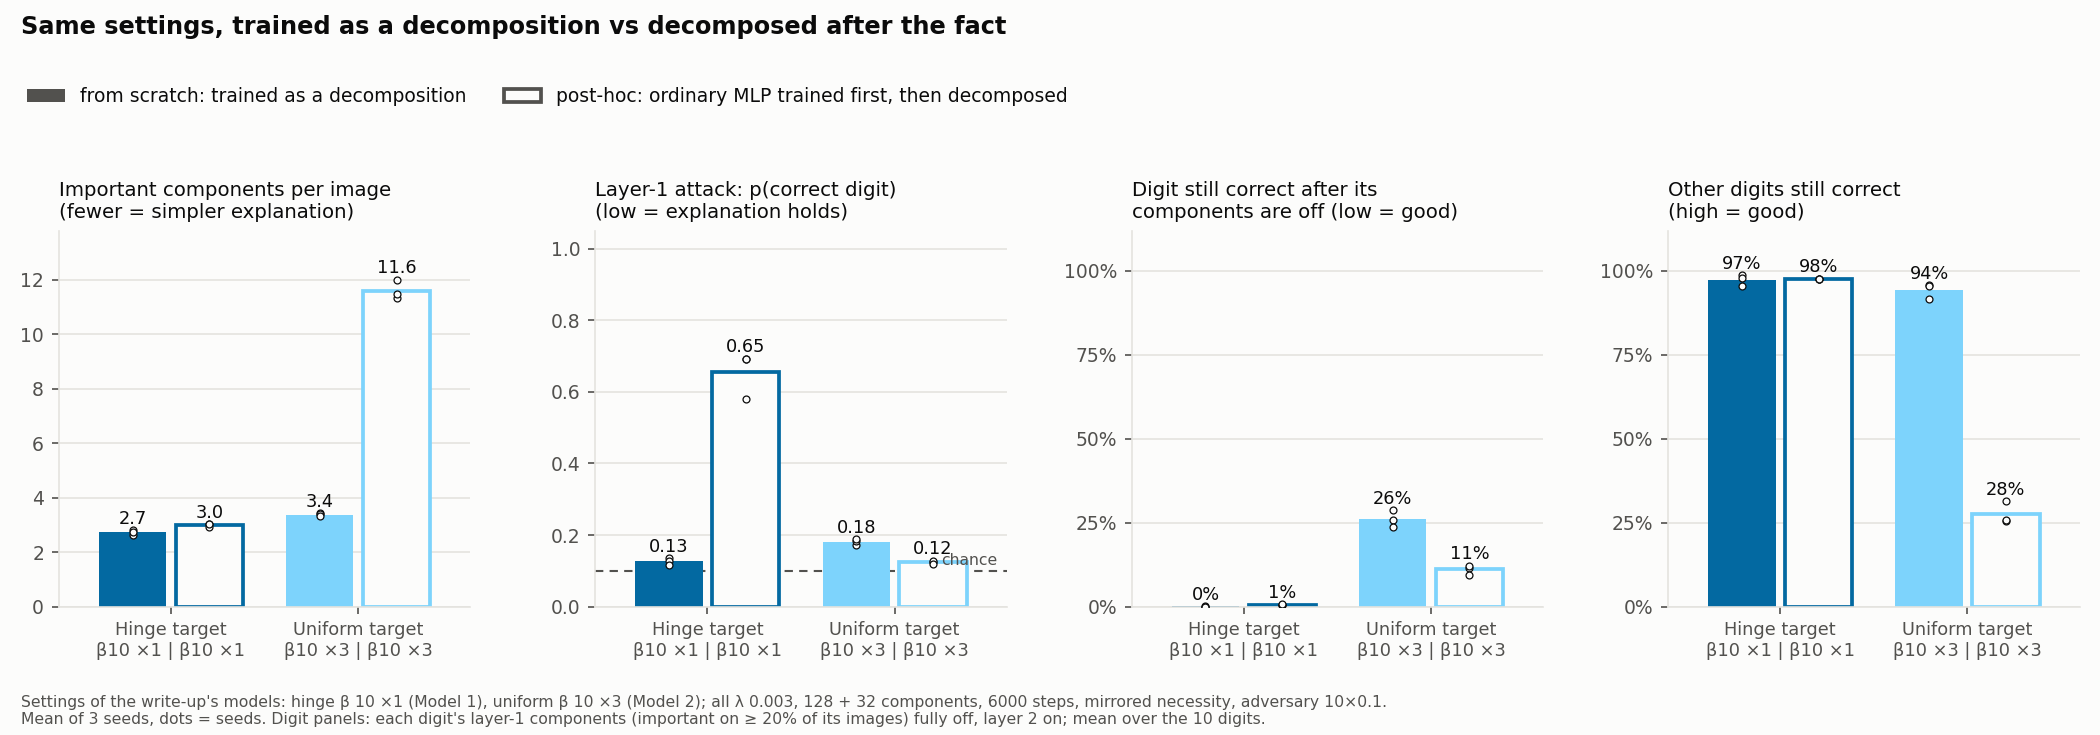 Same settings, trained as a decomposition vs decomposed after the fact
from scratch: trained as a decomposition
post-hoc: ordinary MLP trained first, then decomposed
Important components per image
(fewer = simpler explanation)
12
10
8
6
4
2
0
2.7
3.0
3.4
11.6
Hinge target
β10 ×1 | β10 ×1
Uniform target
β10 ×3 | β10 ×3
Layer-1 attack: p(correct digit)
(low = explanation holds)
1.0
0.8
0.6
0.4
0.2
0.0
0.13
0.65
0.18
0.12
chance
Hinge target
β10 ×1 | β10 ×1
Uniform target
β10 ×3 | β10 ×3
Digit still correct after its
components are off (low = good)
100%
75%
50%
25%
0%
0%
1%
26%
11%
Hinge target
β10 ×1 | β10 ×1
Uniform target
β10 ×3 | β10 ×3
Other digits still correct
(high = good)
100%
75%
50%
25%
0%
97%
98%
94%
28%
Hinge target
β10 ×1 | β10 ×1
Uniform target
β10 ×3 | β10 ×3
Settings of the write-up's models: hinge β 10 ×1 (Model 1), uniform β 10 ×3 (Model 2); all λ 0.003, 128 + 32 components, 6000 steps, mirrored necessity, adversary 10×0.1.
Mean of 3 seeds, dots = seeds. Digit panels: each digit's layer-1 components (important on ≥ 20% of its images) fully off, layer 2 on; mean over the 10 digits.